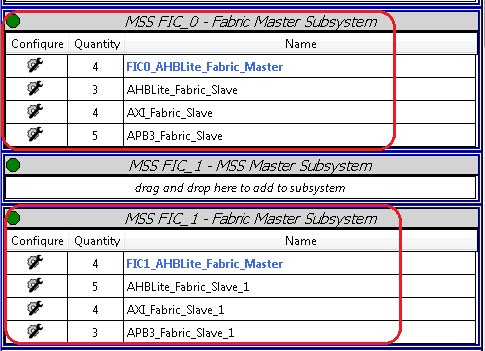 MSS FIC_0 - Fabric Master Subsystem
Configure Quantity Name
4 FIC0_AHBLite_Fabric_Master
3 AHBLite_Fabric_Slave
4 AXI_Fabric_Slave
5 APB3_Fabric_Slave
MSS FIC_1 - MSS Master Subsystem
drag and drop here to add to subsystem
MSS FIC_1 - Fabric Master Subsystem
Configure Quantity Name
4 FIC1_AHBLite_Fabric_Master
5 AHBLite_Fabric_Slave_1
4 AXI_Fabric_Slave_1
3 APB3_Fabric_Slave_1